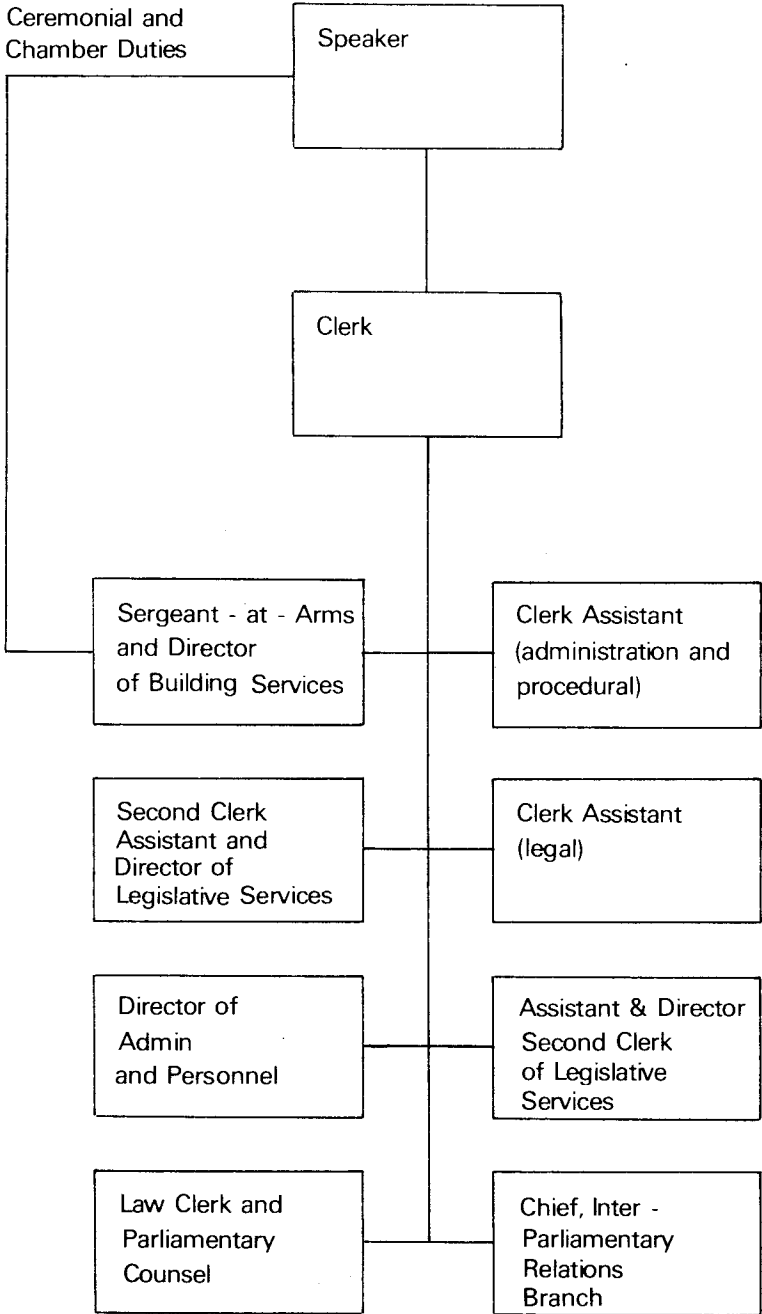 Ceremonial and
Chamber Duties
Speaker
Clerk
Sergeant - at - Arms
and Director
of Building Services
Clerk Assistant
(administration and
procedural)
Second Clerk
Assistant and
Director of
Legislative Services
Clerk Assistant
(legal)
Director of
Admin
and Personnel
Assistant & Director
Second Clerk
of Legislative
Services
Law Clerk and
Parliamentary
Counsel
Chief, Inter -
Parliamentary
Relations
Branch